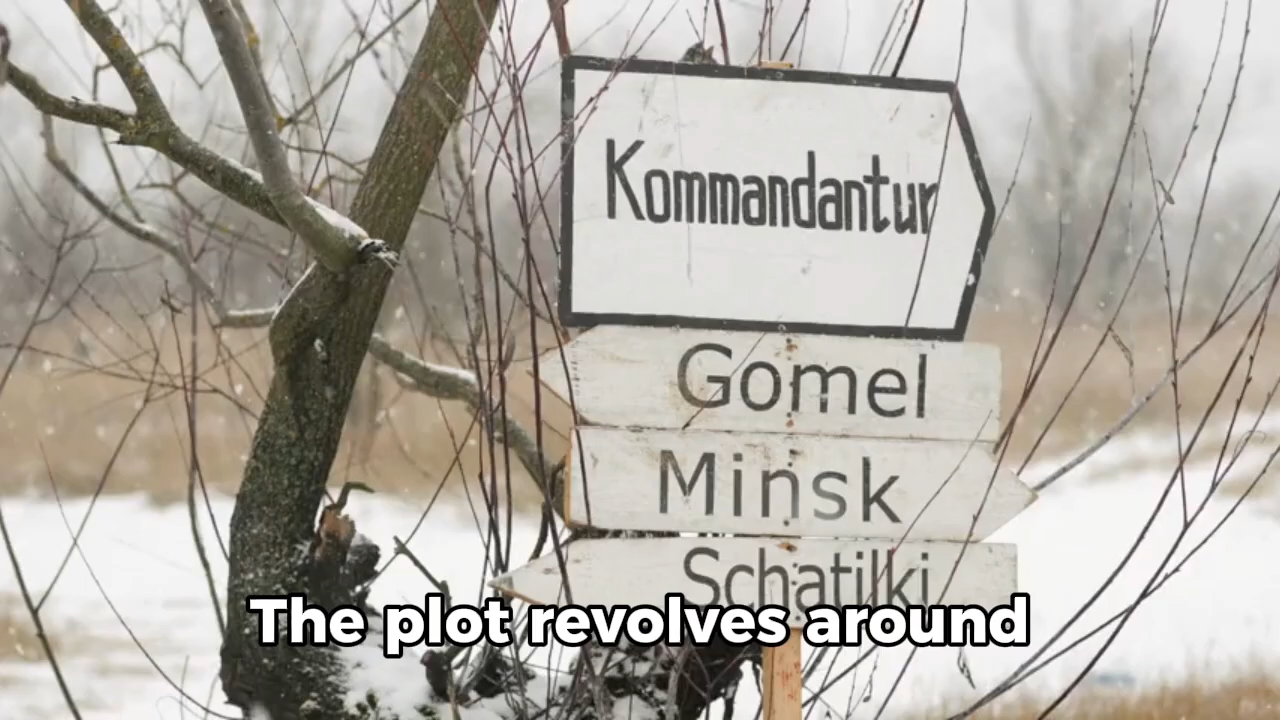 Kommandantur
Gomel
Minsk
Schatilki
The plot revolves around